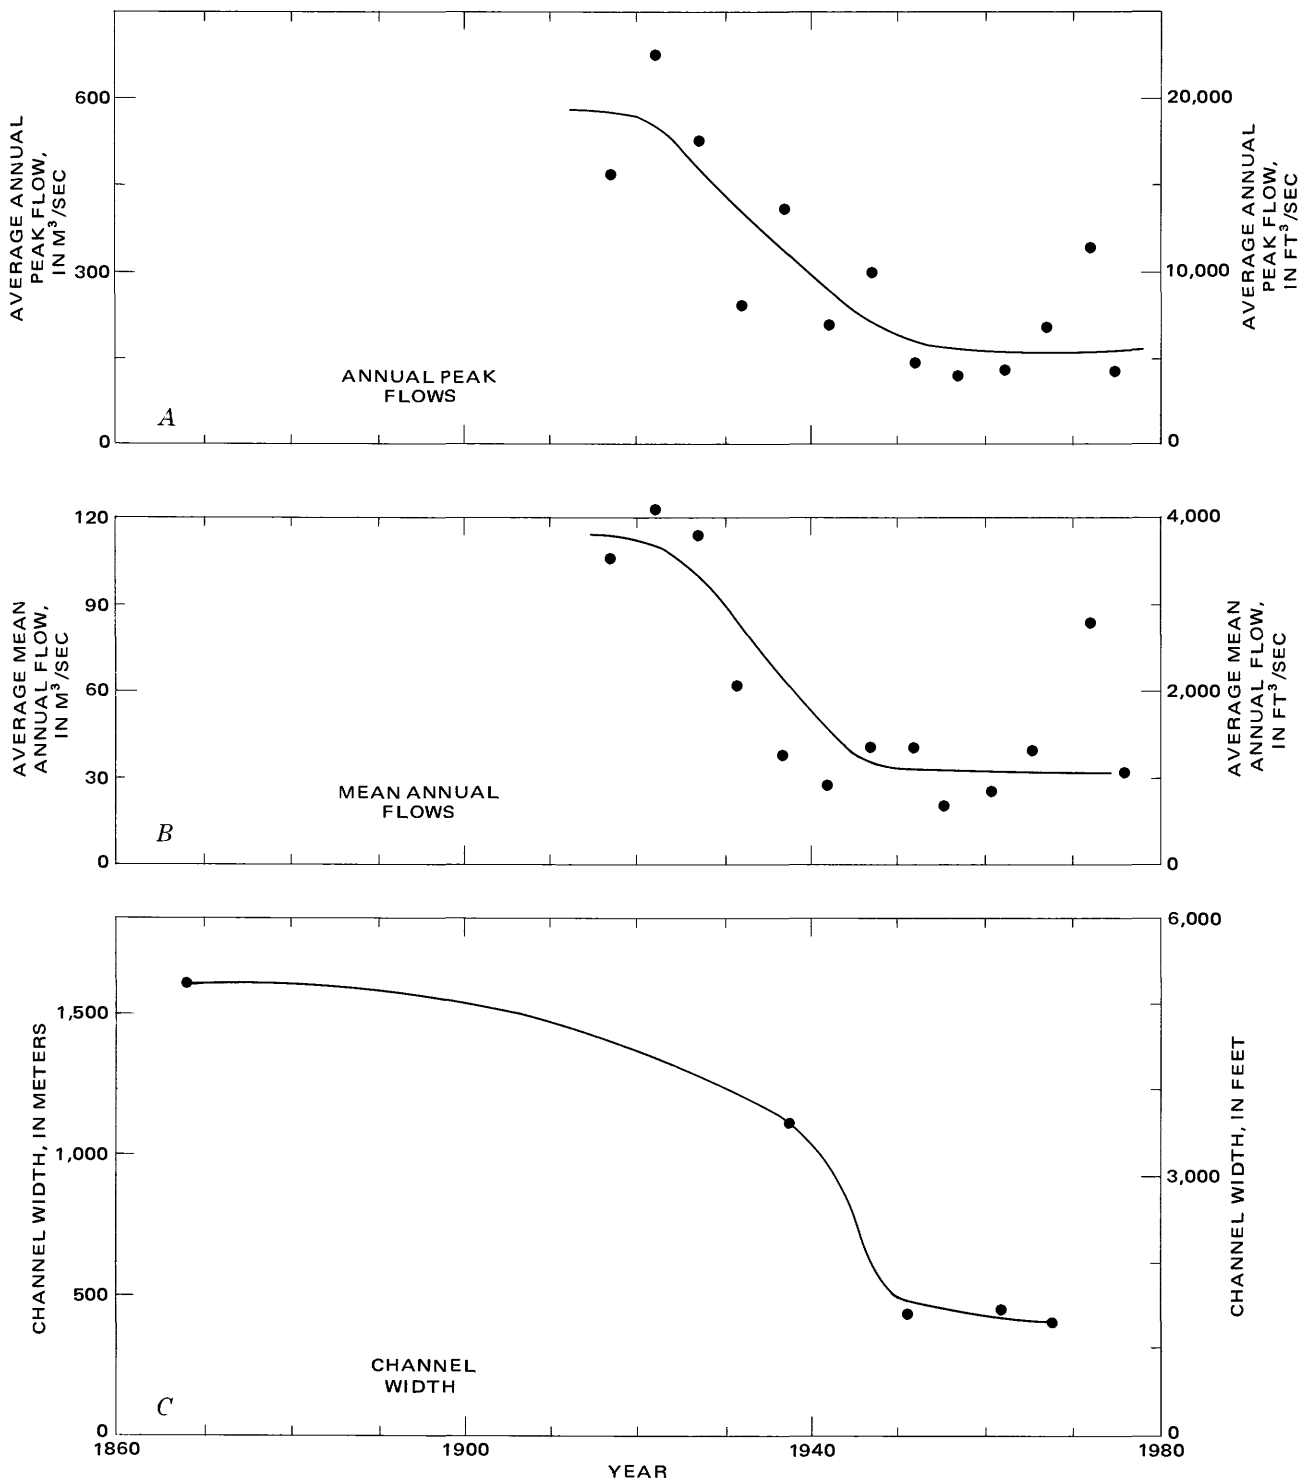 AVERAGE ANNUAL
PEAK FLOW,
IN M³/SEC
600
300
0
20,000
10,000
0
AVERAGE ANNUAL
PEAK FLOW,
IN FT³/SEC
ANNUAL PEAK
FLOWS
A
AVERAGE MEAN
ANNUAL FLOW,
IN M³/SEC
120
90
60
30
0
4,000
2,000
0
AVERAGE MEAN
ANNUAL FLOW,
IN FT³/SEC
MEAN ANNUAL
FLOWS
B
CHANNEL WIDTH, IN METERS
1,500
1,000
500
0
6,000
3,000
0
CHANNEL WIDTH, IN FEET
CHANNEL
WIDTH
C
1860
1900
1940
1980
YEAR